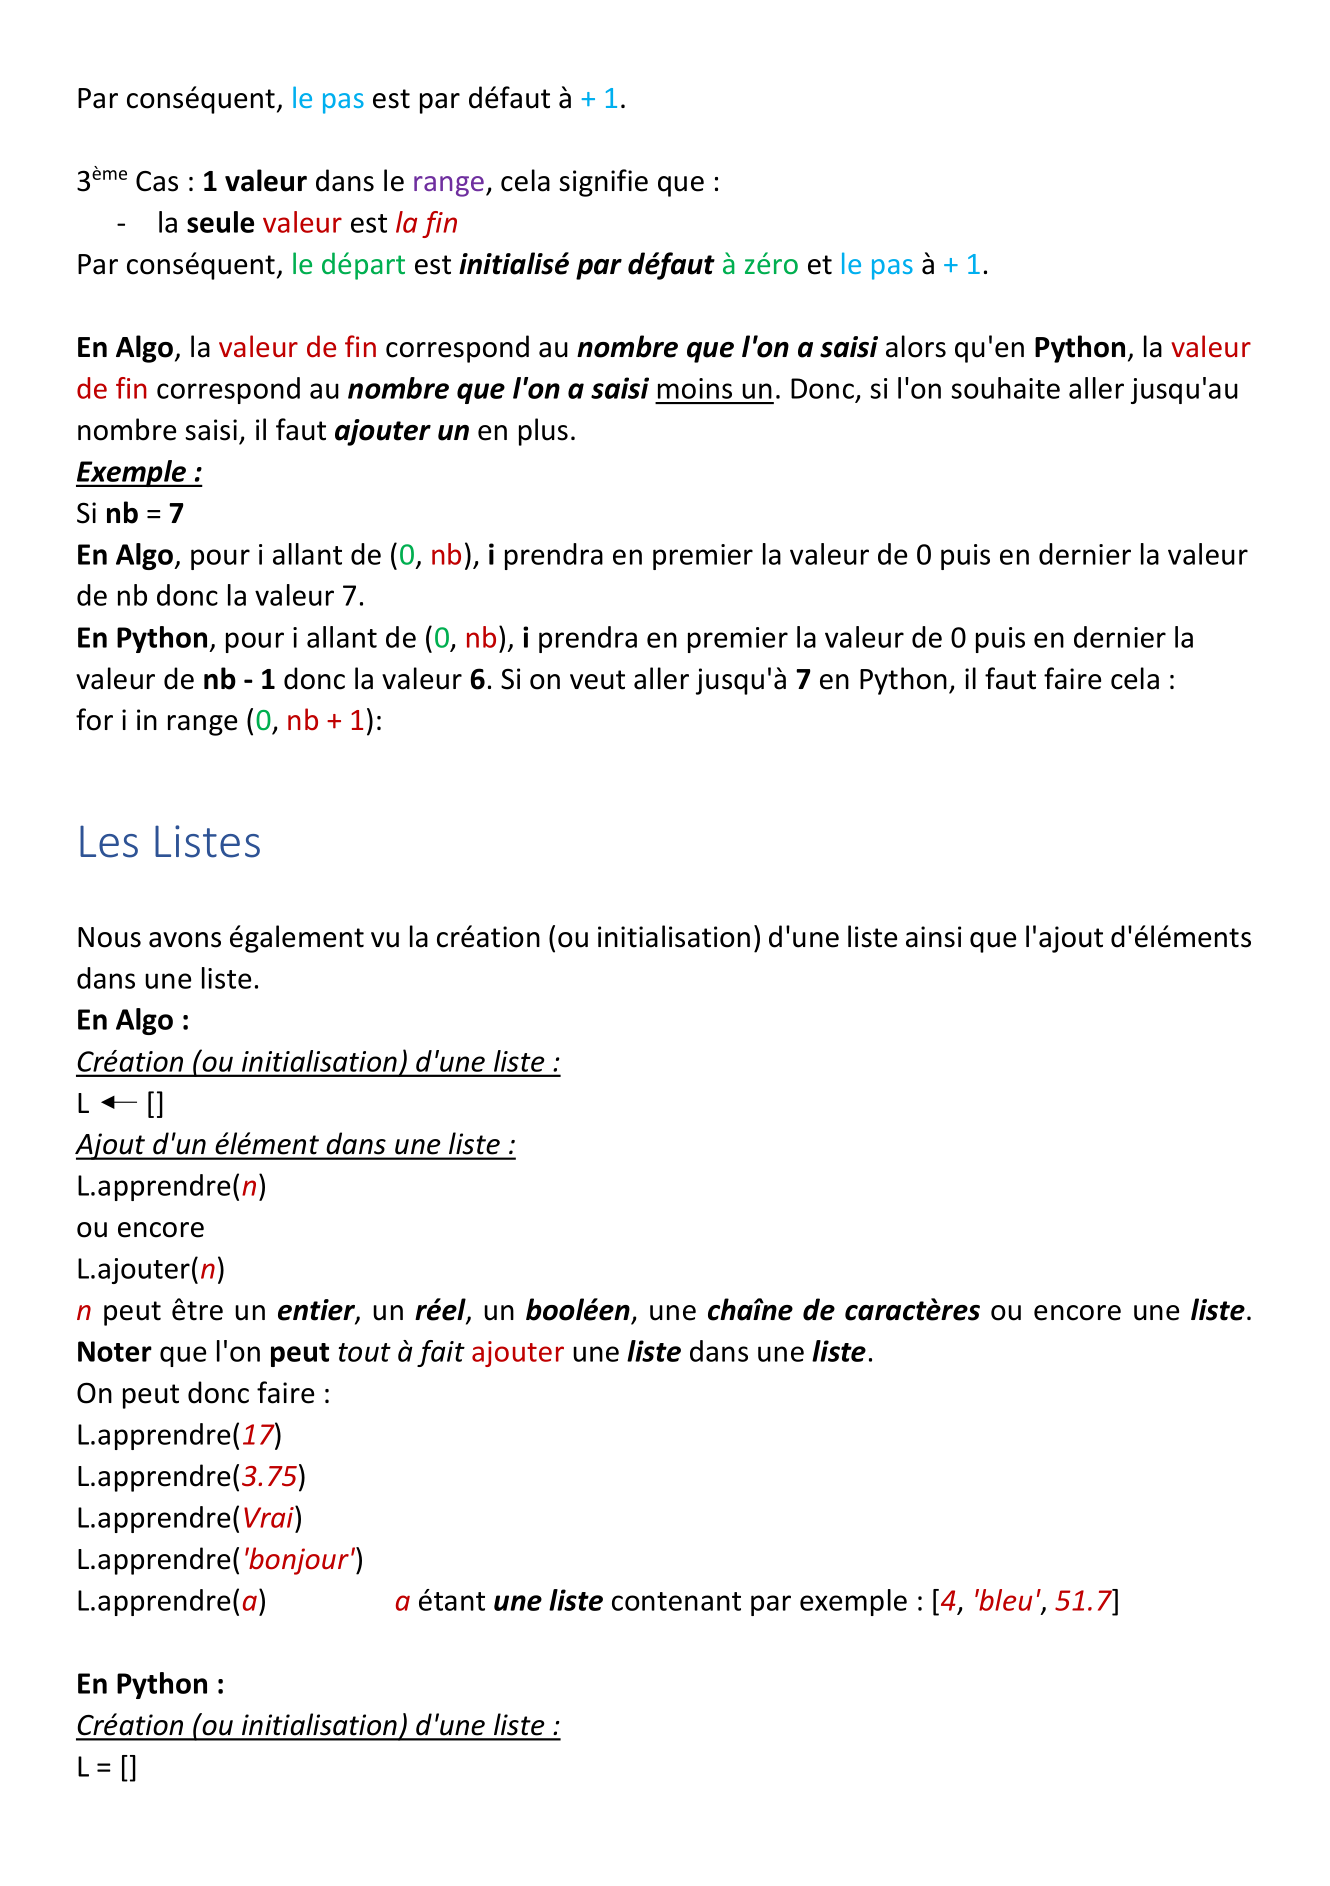 Par conséquent, le pas est par défaut à + 1.
3ème Cas : 1 valeur dans le range, cela signifie que :
- la seule valeur est la fin
Par conséquent, le départ est initialisé par défaut à zéro et le pas à + 1.
En Algo, la valeur de fin correspond au nombre que l'on a saisi alors qu'en Python, la valeur
de fin correspond au nombre que l'on a saisi moins un. Donc, si l'on souhaite aller jusqu'au
nombre saisi, il faut ajouter un en plus.
Exemple :
Si nb = 7
En Algo, pour i allant de (0, nb), i prendra en premier la valeur de 0 puis en dernier la valeur
de nb donc la valeur 7.
En Python, pour i allant de (0, nb), i prendra en premier la valeur de 0 puis en dernier la
valeur de nb - 1 donc la valeur 6. Si on veut aller jusqu'à 7 en Python, il faut faire cela :
for i in range (0, nb + 1):
Les Listes
Nous avons également vu la création (ou initialisation) d'une liste ainsi que l'ajout d'éléments
dans une liste.
En Algo :
Création (ou initialisation) d'une liste :
L ← []
Ajout d'un élément dans une liste :
L.apprendre(n)
ou encore
L.ajouter(n)
n peut être un entier, un réel, un booléen, une chaîne de caractères ou encore une liste.
Noter que l'on peut tout à fait ajouter une liste dans une liste.
On peut donc faire :
L.apprendre(17)
L.apprendre(3.75)
L.apprendre(Vrai)
L.apprendre('bonjour')
L.apprendre(a) a étant une liste contenant par exemple : [4, 'bleu', 51.7]
En Python :
Création (ou initialisation) d'une liste :
L = []